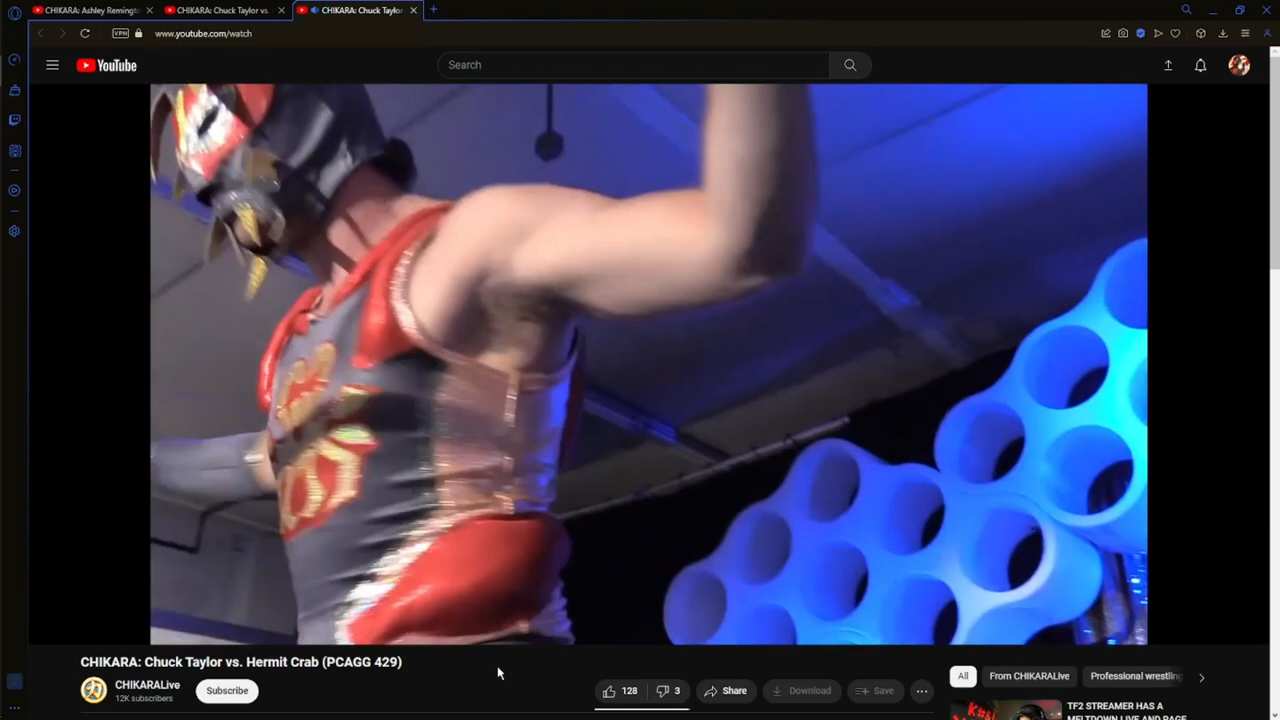 CHIKARA: Ashley Remingt
CHIKARA: Chuck Taylor vs.
CHIKARA: Chuck Taylor
VPN
www.youtube.com/watch
YouTube
Search
CHIKARA: Chuck Taylor vs. Hermit Crab (PCAGG 429)
CHIKARALive
12K subscribers
Subscribe
128
3
Share
Download
Save
All
From CHIKARALive
Professional wrestlin
TF2 STREAMER HAS A
MELTDOWN LIVE AND RAGE